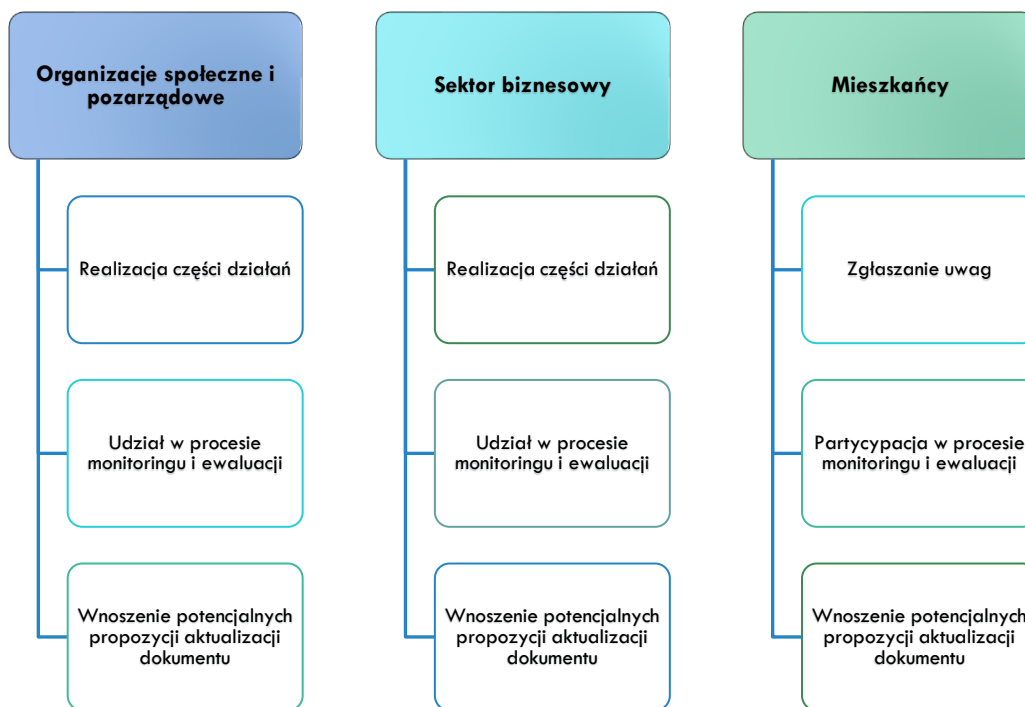 Organizacje społeczne i
pozarządowe
Realizacja części działań
Udział w procesie
monitoringu i ewaluacji
Wnoszenie potencjalnych
propozycji aktualizacji
dokumentu
Sektor biznesowy
Realizacja części działań
Udział w procesie
monitoringu i ewaluacji
Wnoszenie potencjalnych
propozycji aktualizacji
dokumentu
Mieszkańcy
Zgłaszanie uwag
Partycypacja w procesie
monitoringu i ewaluacji
Wnoszenie potencjalnych
propozycji aktualizacji
dokumentu